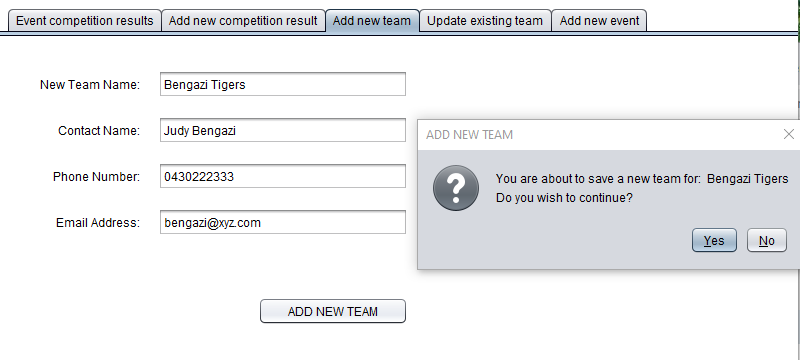 Event competition results Add new competition result Add new team Update existing team Add new event
New Team Name: Bengazi Tigers
Contact Name: Judy Bengazi
Phone Number: 0430222333
Email Address: bengazi@xyz.com
ADD NEW TEAM
ADD NEW TEAM
You are about to save a new team for: Bengazi Tigers
Do you wish to continue?
Yes No